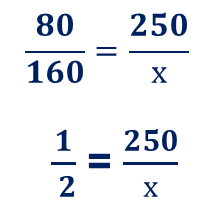 80/160 = 250/x
1/2 = 250/x